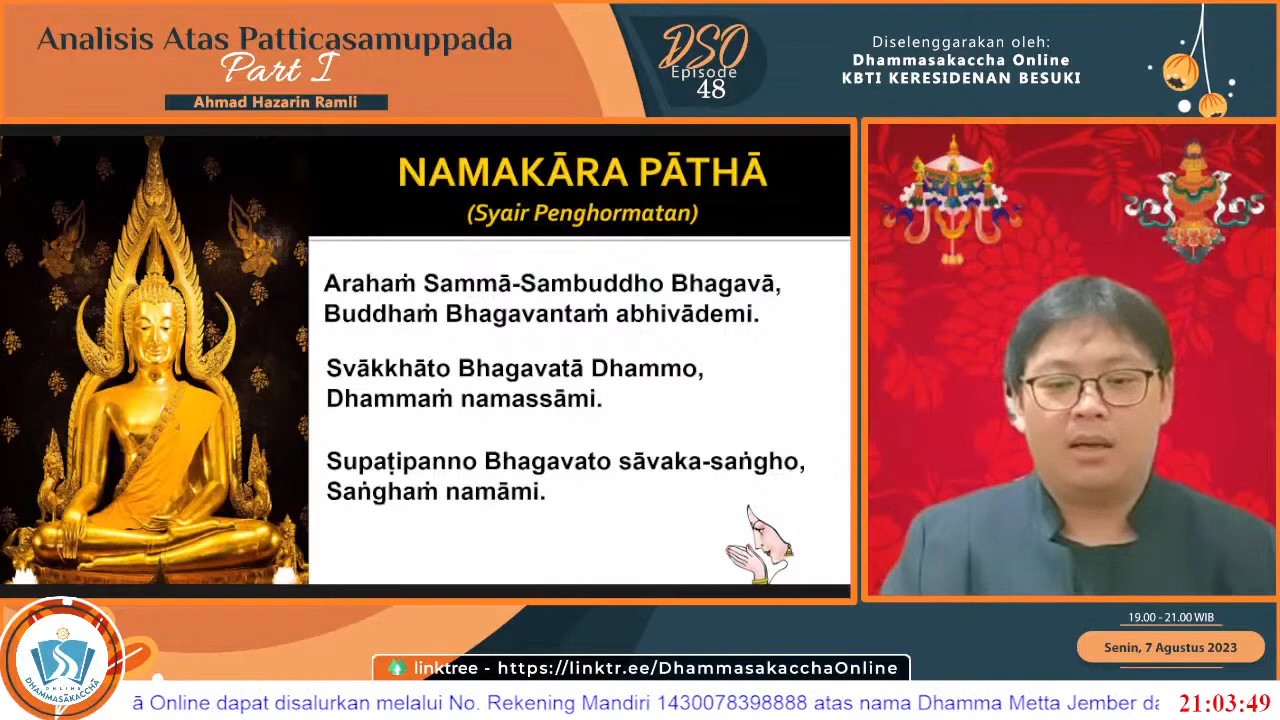 Analisis Atas Patticasamuppada
Part I
Ahmad Hazarin Ramli
DSO
Episode
48
Diselenggarakan oleh:
Dhammasakaccha Online
KBTI KERESIDENAN BESUKI
NAMAKĀRA PĀTHĀ
(Syair Penghormatan)
Arahaṁ Sammā-Sambuddho Bhagavā,
Buddhaṁ Bhagavantaṁ abhivādemi.
Svākkhāto Bhagavatā Dhammo,
Dhammaṁ namassāmi.
Supaṭipanno Bhagavato sāvaka-saṅgho,
Saṅghaṁ namāmi.
19.00 - 21.00 WIB
Senin, 7 Agustus 2023
ONLINE
DHAMMASĀKACCHĀ
linktree - https://linktr.ee/DhammasakacchaOnline
ā Online dapat disalurkan melalui No. Rekening Mandiri 1430078398888 atas nama Dhamma Metta Jember da
21:03:49